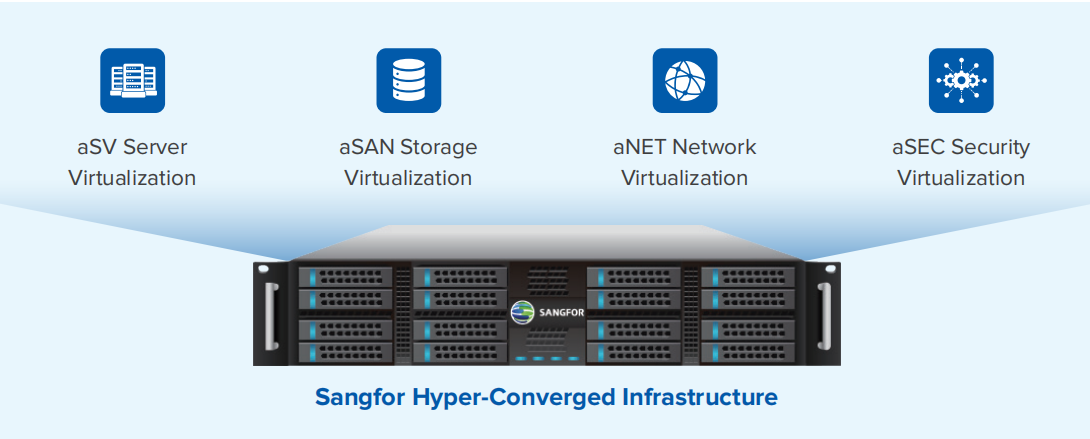 aSV Server
Virtualization
aSAN Storage
Virtualization
aNET Network
Virtualization
aSEC Security
Virtualization
SANGFOR
Sangfor Hyper-Converged Infrastructure